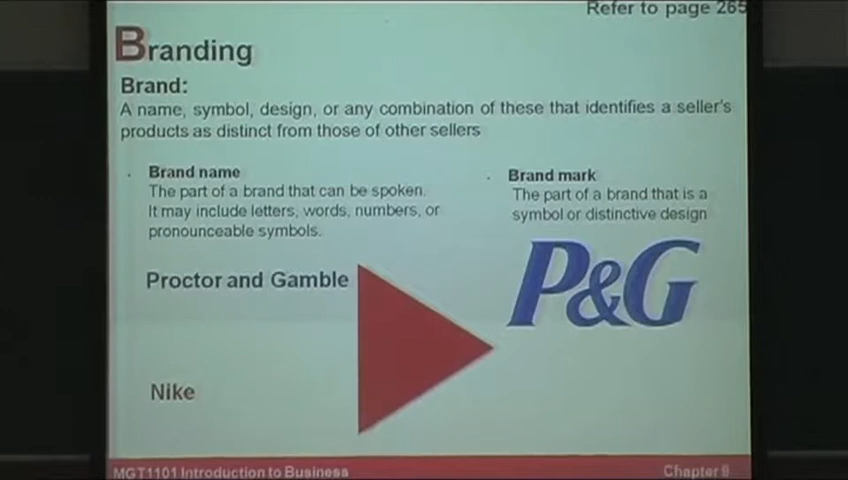 Refer to page 265
Branding
Brand:
A name, symbol, design, or any combination of these that identifies a seller's
products as distinct from those of other sellers
Brand name
The part of a brand that can be spoken.
It may include letters, words, numbers, or
pronounceable symbols.
Brand mark
The part of a brand that is a
symbol or distinctive design
Proctor and Gamble
P&G
Nike
MGT1101 Introduction to Business
Chapter 9